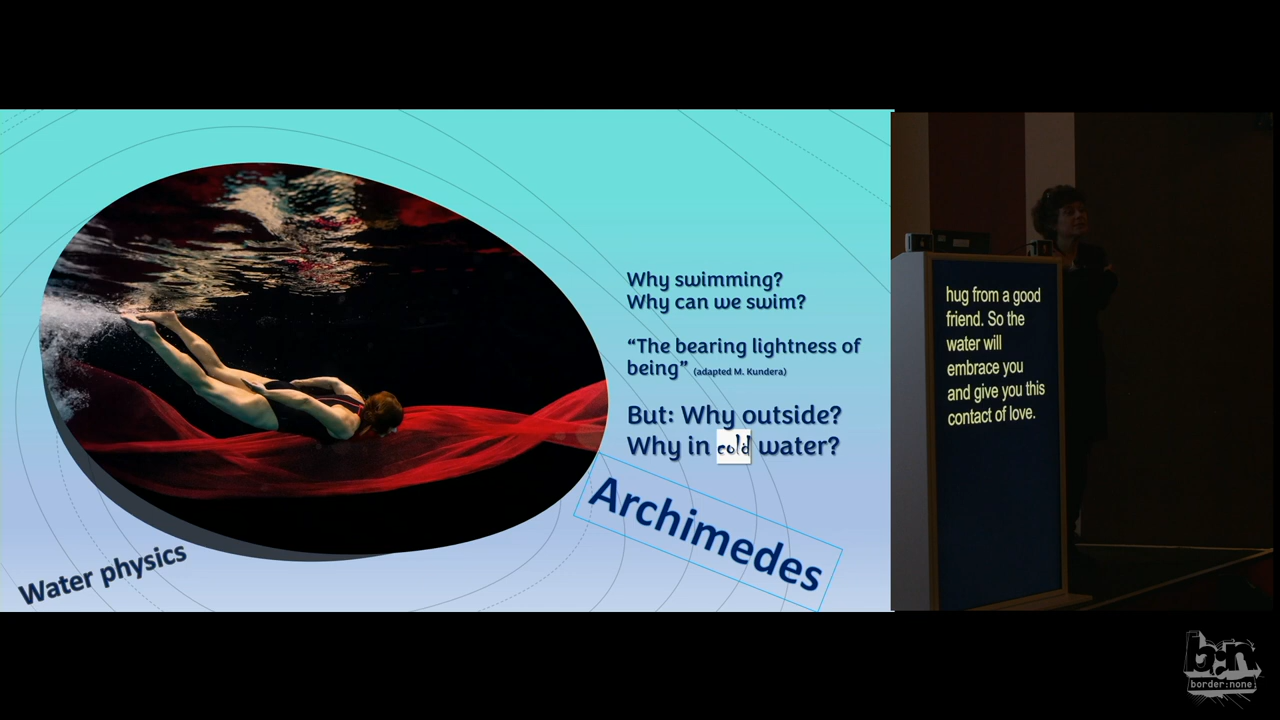 Why swimming?
Why can we swim?
“The bearing lightness of
being” (adapted M. Kundera)
But: Why outside?
Why in cold water?
Archimedes
Water physics
hug from a good
friend. So the
water will
embrace you
and give you this
contact of love.
b:n
border:none